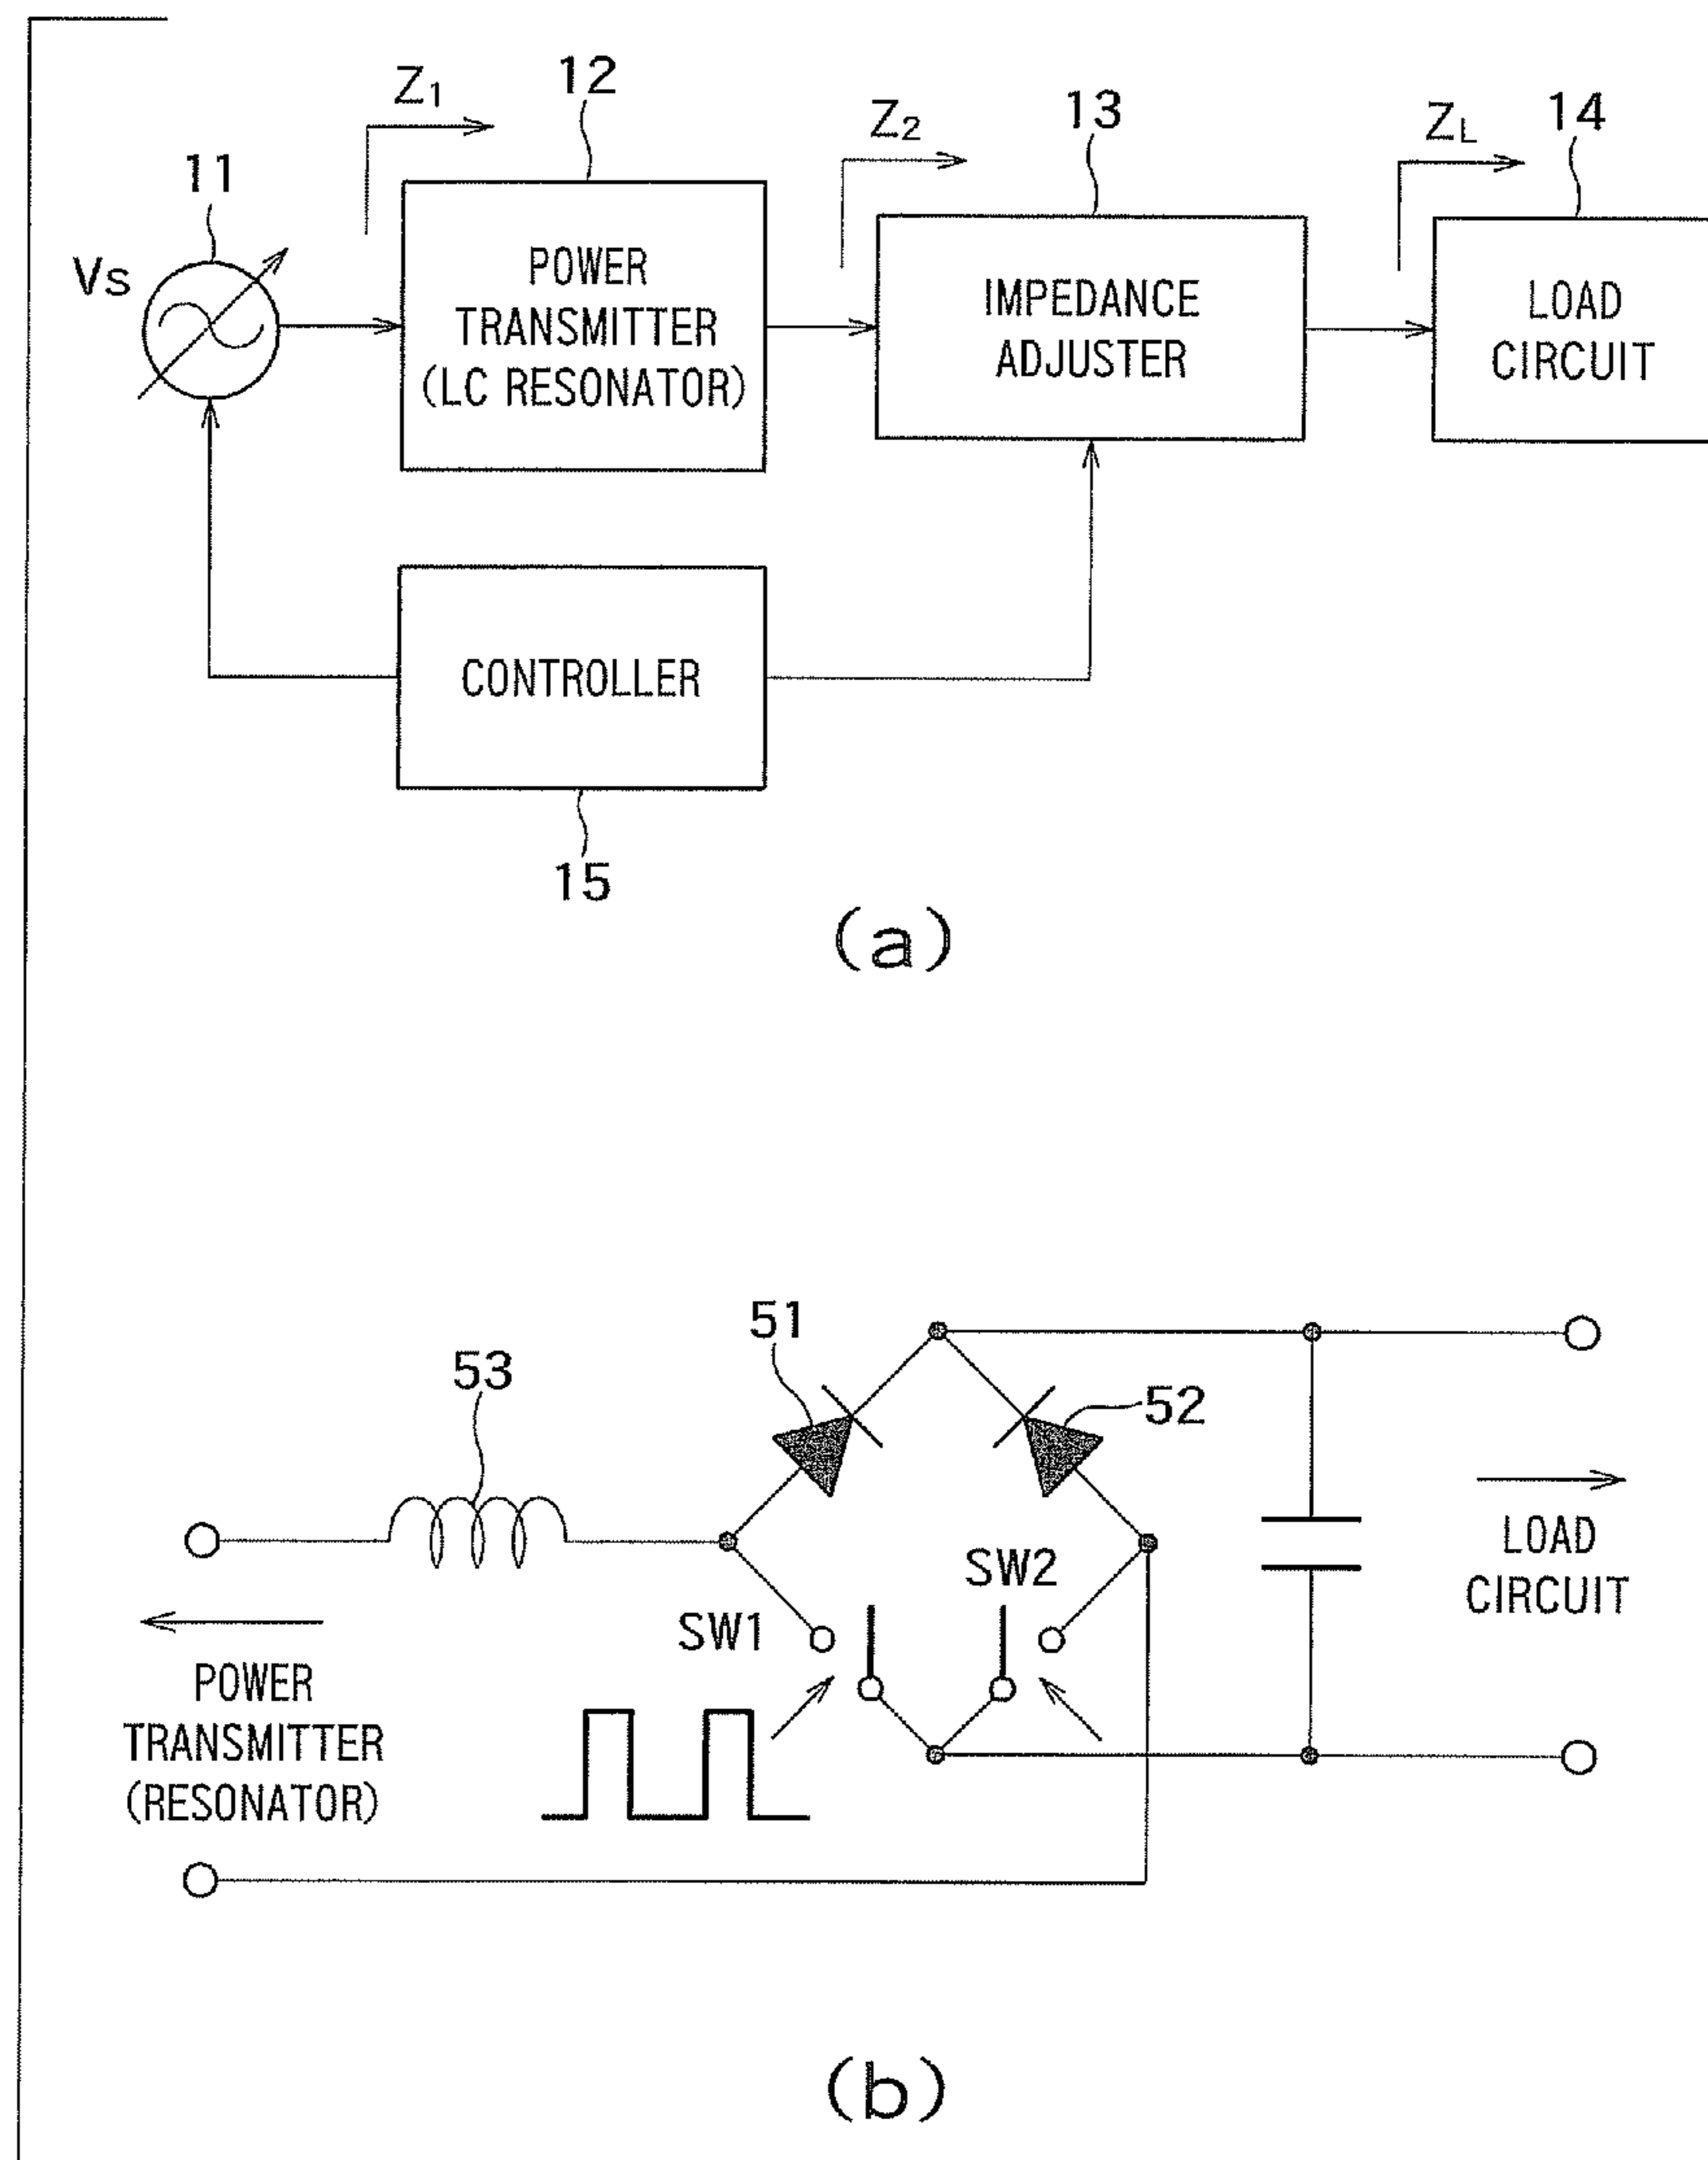 Z1
12
Z2
13
ZL
14
11
Vs
POWER
TRANSMITTER
(LC RESONATOR)
IMPEDANCE
ADJUSTER
LOAD
CIRCUIT
CONTROLLER
15
(a)
51
52
53
SW1
SW2
LOAD
CIRCUIT
POWER
TRANSMITTER
(RESONATOR)
(b)